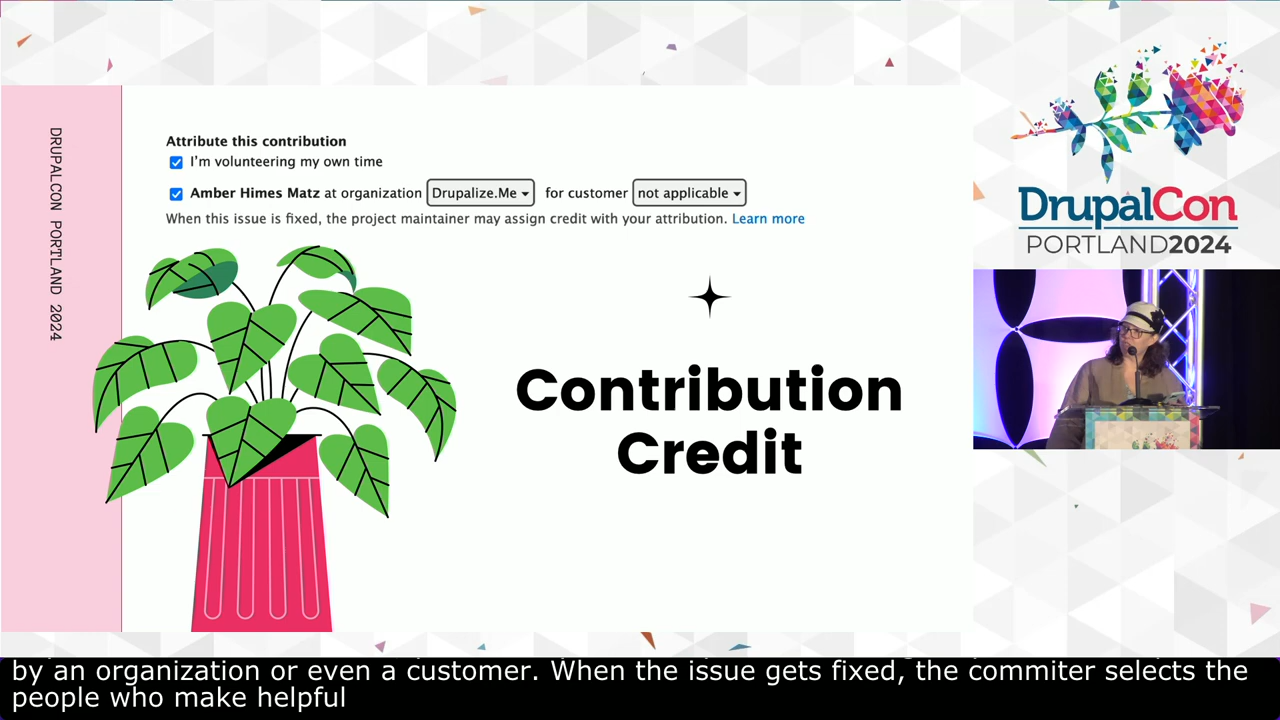 DRUPALCON PORTLAND 2024
Attribute this contribution
I'm volunteering my own time
Amber Himes Matz at organization Drupalize.Me for customer not applicable
When this issue is fixed, the project maintainer may assign credit with your attribution. Learn more
Contribution
Credit
DrupalCon
PORTLAND2024
by an organization or even a customer. When the issue gets fixed, the commiter selects the
people who make helpful